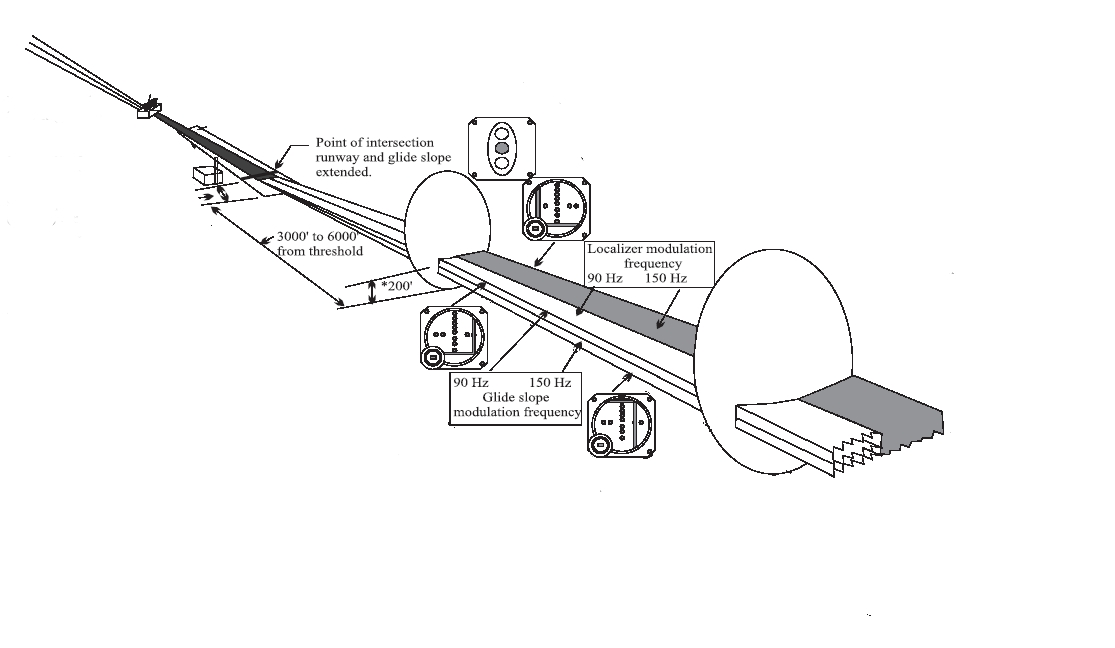 Point of intersection
runway and glide slope
extended.
3000' to 6000'
from threshold
*200'
Localizer modulation
frequency
90 Hz 150 Hz
90 Hz 150 Hz
Glide slope
modulation frequency